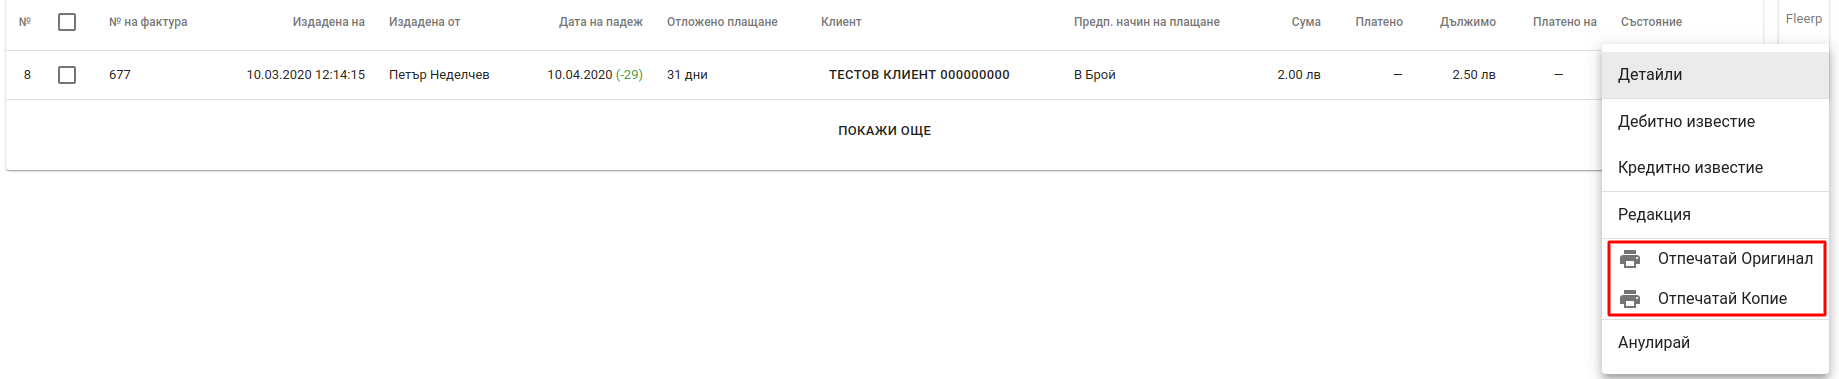 № № на фактура Издадена на Издадена от Дата на падеж Отложено плащане Клиент Предп. начин на плащане Сума Платено Дължимо Платено на Състояние Fleerp
8 677 10.03.2020 12:14:15 Петър Неделчев 10.04.2020 (-29) 31 дни ТЕСТОВ КЛИЕНТ 000000000 В Брой 2.00 лв — 2.50 лв —
ПОКАЖИ ОЩЕ
Детайли
Дебитно известие
Кредитно известие
Редакция
Отпечатай Оригинал
Отпечатай Копие
Анулирай